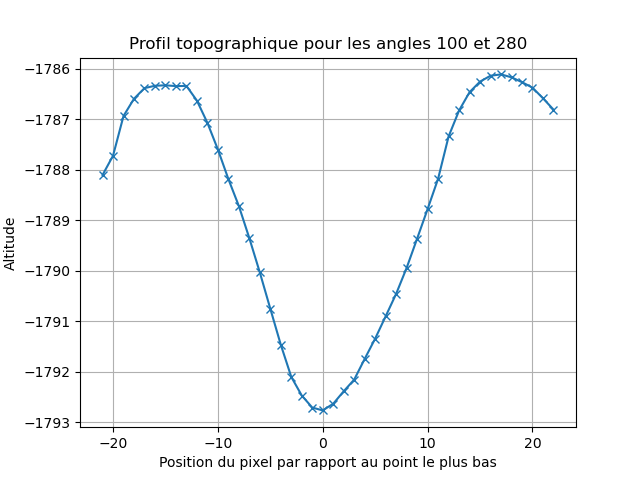 Profil topographique pour les angles 100 et 280
Altitude
−1786
−1787
−1788
−1789
−1790
−1791
−1792
−1793
−20 −10 0 10 20
Position du pixel par rapport au point le plus bas